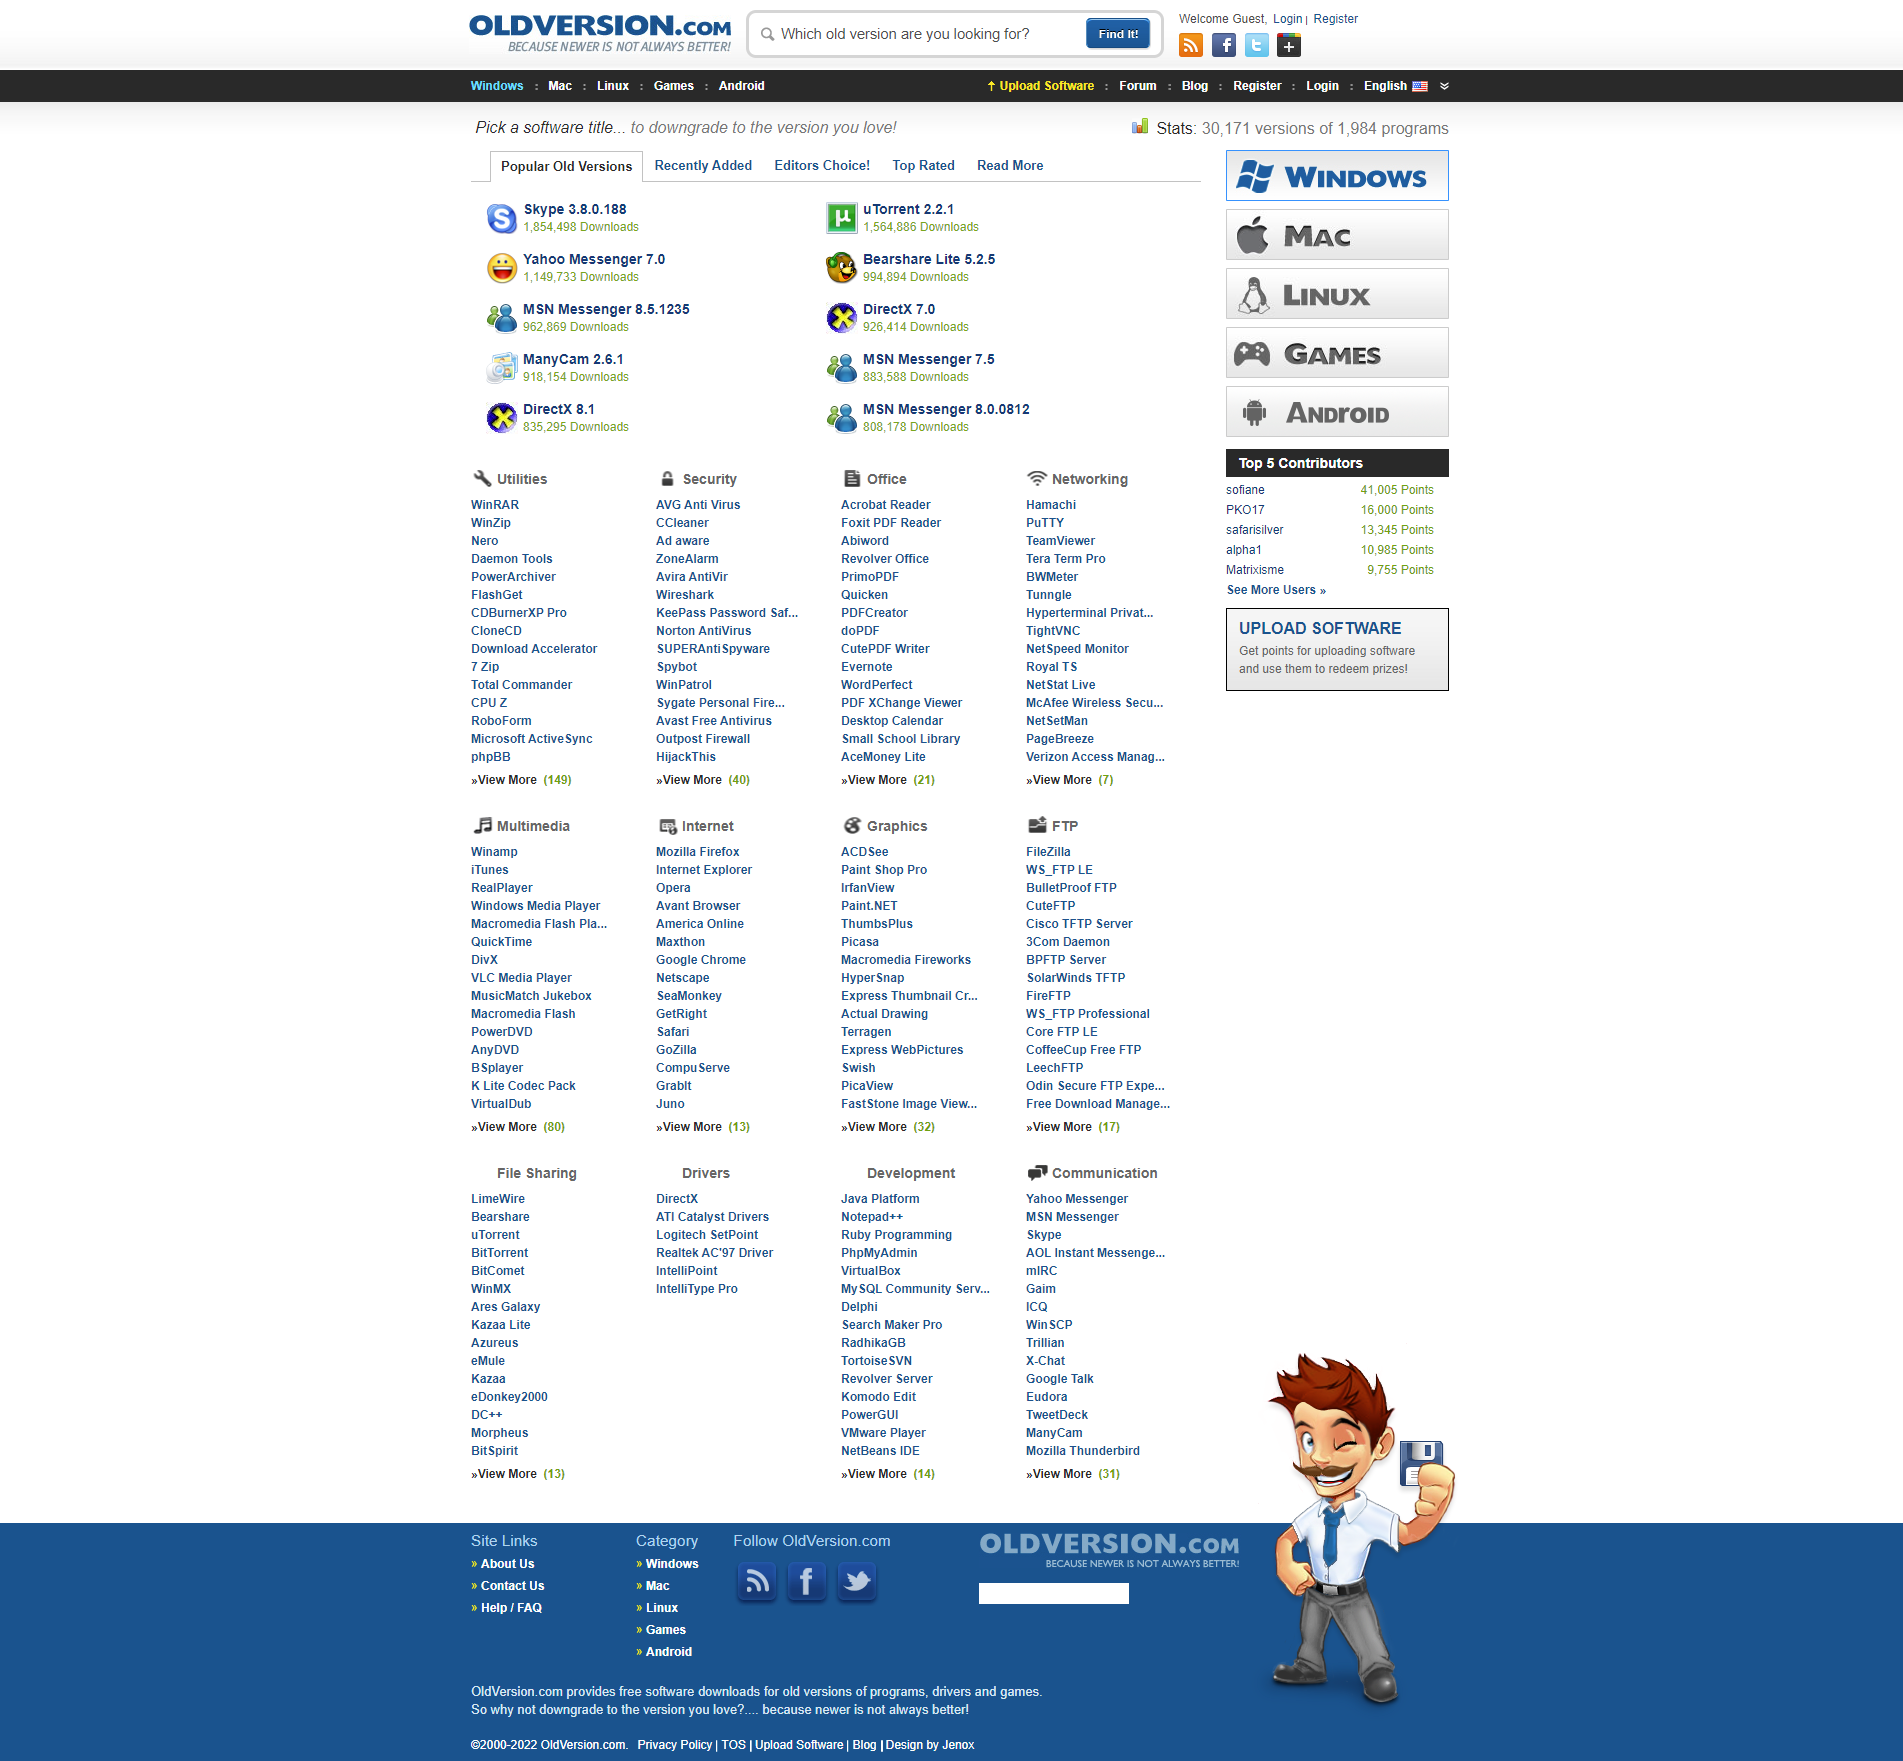 OLDVERSION.COM
BECAUSE NEWER IS NOT ALWAYS BETTER!
Which old version are you looking for?
Find It!
Welcome Guest, Login | Register
Windows : Mac : Linux : Games : Android
↑ Upload Software : Forum : Blog : Register : Login : English
Pick a software title... to downgrade to the version you love!
Stats: 30,171 versions of 1,984 programs
Popular Old Versions
Recently Added
Editors Choice!
Top Rated
Read More
Skype 3.8.0.188
1,854,498 Downloads
uTorrent 2.2.1
1,564,886 Downloads
Yahoo Messenger 7.0
1,149,733 Downloads
Bearshare Lite 5.2.5
994,894 Downloads
MSN Messenger 8.5.1235
962,869 Downloads
DirectX 7.0
926,414 Downloads
ManyCam 2.6.1
918,154 Downloads
MSN Messenger 7.5
883,588 Downloads
DirectX 8.1
835,295 Downloads
MSN Messenger 8.0.0812
808,178 Downloads
WINDOWS
MAC
LINUX
GAMES
ANDROID
Top 5 Contributors
sofiane 41,005 Points
PKO17 16,000 Points
safarisilver 13,345 Points
alpha1 10,985 Points
Matrixisme 9,755 Points
See More Users »
UPLOAD SOFTWARE
Get points for uploading software
and use them to redeem prizes!
Utilities
WinRAR
WinZip
Nero
Daemon Tools
PowerArchiver
FlashGet
CDBurnerXP Pro
CloneCD
Download Accelerator
7 Zip
Total Commander
CPU Z
RoboForm
Microsoft ActiveSync
phpBB
»View More (149)
Security
AVG Anti Virus
CCleaner
Ad aware
ZoneAlarm
Avira AntiVir
Wireshark
KeePass Password Saf...
Norton AntiVirus
SUPERAntiSpyware
Spybot
WinPatrol
Sygate Personal Fire...
Avast Free Antivirus
Outpost Firewall
HijackThis
»View More (40)
Office
Acrobat Reader
Foxit PDF Reader
Abiword
Revolver Office
PrimoPDF
Quicken
PDFCreator
doPDF
CutePDF Writer
Evernote
WordPerfect
PDF XChange Viewer
Desktop Calendar
Small School Library
AceMoney Lite
»View More (21)
Networking
Hamachi
PuTTY
TeamViewer
Tera Term Pro
BWMeter
Tunngle
Hyperterminal Privat...
TightVNC
NetSpeed Monitor
Royal TS
NetStat Live
McAfee Wireless Secu...
NetSetMan
PageBreeze
Verizon Access Manag...
»View More (7)
Multimedia
Winamp
iTunes
RealPlayer
Windows Media Player
Macromedia Flash Pla...
QuickTime
DivX
VLC Media Player
MusicMatch Jukebox
Macromedia Flash
PowerDVD
AnyDVD
BSplayer
K Lite Codec Pack
VirtualDub
»View More (80)
Internet
Mozilla Firefox
Internet Explorer
Opera
Avant Browser
America Online
Maxthon
Google Chrome
Netscape
SeaMonkey
GetRight
Safari
GoZilla
CompuServe
GrabIt
Juno
»View More (13)
Graphics
ACDSee
Paint Shop Pro
IrfanView
Paint.NET
ThumbsPlus
Picasa
Macromedia Fireworks
HyperSnap
Express Thumbnail Cr...
Actual Drawing
Terragen
Express WebPictures
Swish
PicaView
FastStone Image View...
»View More (32)
FTP
FileZilla
WS_FTP LE
BulletProof FTP
CuteFTP
Cisco TFTP Server
3Com Daemon
BPFTP Server
SolarWinds TFTP
FireFTP
WS_FTP Professional
Core FTP LE
CoffeeCup Free FTP
LeechFTP
Odin Secure FTP Expe...
Free Download Manage...
»View More (17)
File Sharing
LimeWire
Bearshare
uTorrent
BitTorrent
BitComet
WinMX
Ares Galaxy
Kazaa Lite
Azureus
eMule
Kazaa
eDonkey2000
DC++
Morpheus
BitSpirit
»View More (13)
Drivers
DirectX
ATI Catalyst Drivers
Logitech SetPoint
Realtek AC'97 Driver
IntelliPoint
IntelliType Pro
Development
Java Platform
Notepad++
Ruby Programming
PhpMyAdmin
VirtualBox
MySQL Community Serv...
Delphi
Search Maker Pro
RadhikaGB
TortoiseSVN
Revolver Server
Komodo Edit
PowerGUI
VMware Player
NetBeans IDE
»View More (14)
Communication
Yahoo Messenger
MSN Messenger
Skype
AOL Instant Messenge...
mIRC
Gaim
ICQ
WinSCP
Trillian
X-Chat
Google Talk
Eudora
TweetDeck
ManyCam
Mozilla Thunderbird
»View More (31)
Site Links
» About Us
» Contact Us
» Help / FAQ
Category
» Windows
» Mac
» Linux
» Games
» Android
Follow OldVersion.com
OLDVERSION.COM
BECAUSE NEWER IS NOT ALWAYS BETTER!
OldVersion.com provides free software downloads for old versions of programs, drivers and games.
So why not downgrade to the version you love?.... because newer is not always better!
©2000-2022 OldVersion.com. Privacy Policy | TOS | Upload Software | Blog | Design by Jenox